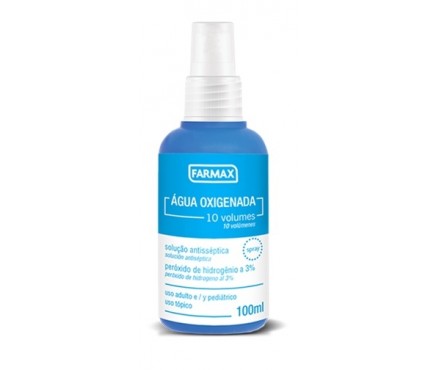 FARMAX
ÁGUA OXIGENADA
10 volumes
10 volúmenes
solução antisséptica
solución antiséptica
spray
peróxido de hidrogênio a 3%
peróxido de hidrogeno al 3%
uso adulto e / y pediátrico
uso tópico
100ml